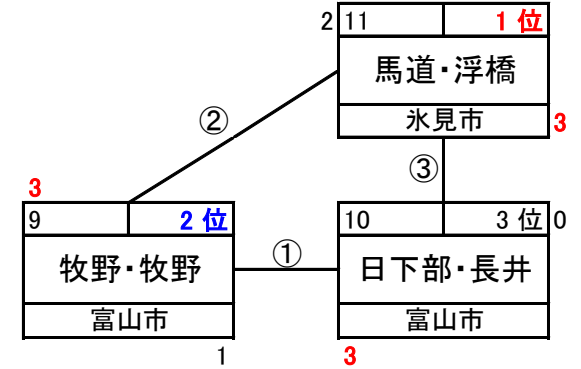 2
11 1 位
馬道・浮橋
氷見市
3
②
③
3
9 2 位
牧野・牧野
富山市
1
①
10 3 位
0
日下部・長井
富山市
3